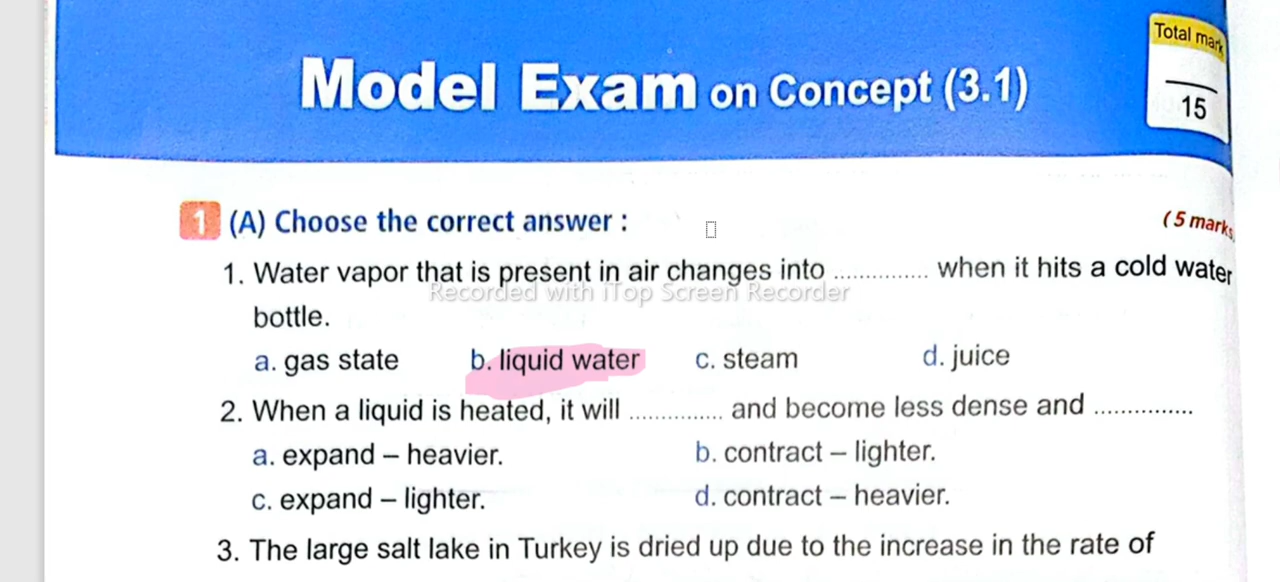 Model Exam on Concept (3.1)
Total mark
15
1 (A) Choose the correct answer :
(5 marks
1. Water vapor that is present in air changes into .............. when it hits a cold water
Recorded with iTop Screen Recorder
bottle.
a. gas state b. liquid water c. steam d. juice
2. When a liquid is heated, it will .............. and become less dense and ...............
a. expand – heavier. b. contract – lighter.
c. expand – lighter. d. contract – heavier.
3. The large salt lake in Turkey is dried up due to the increase in the rate of